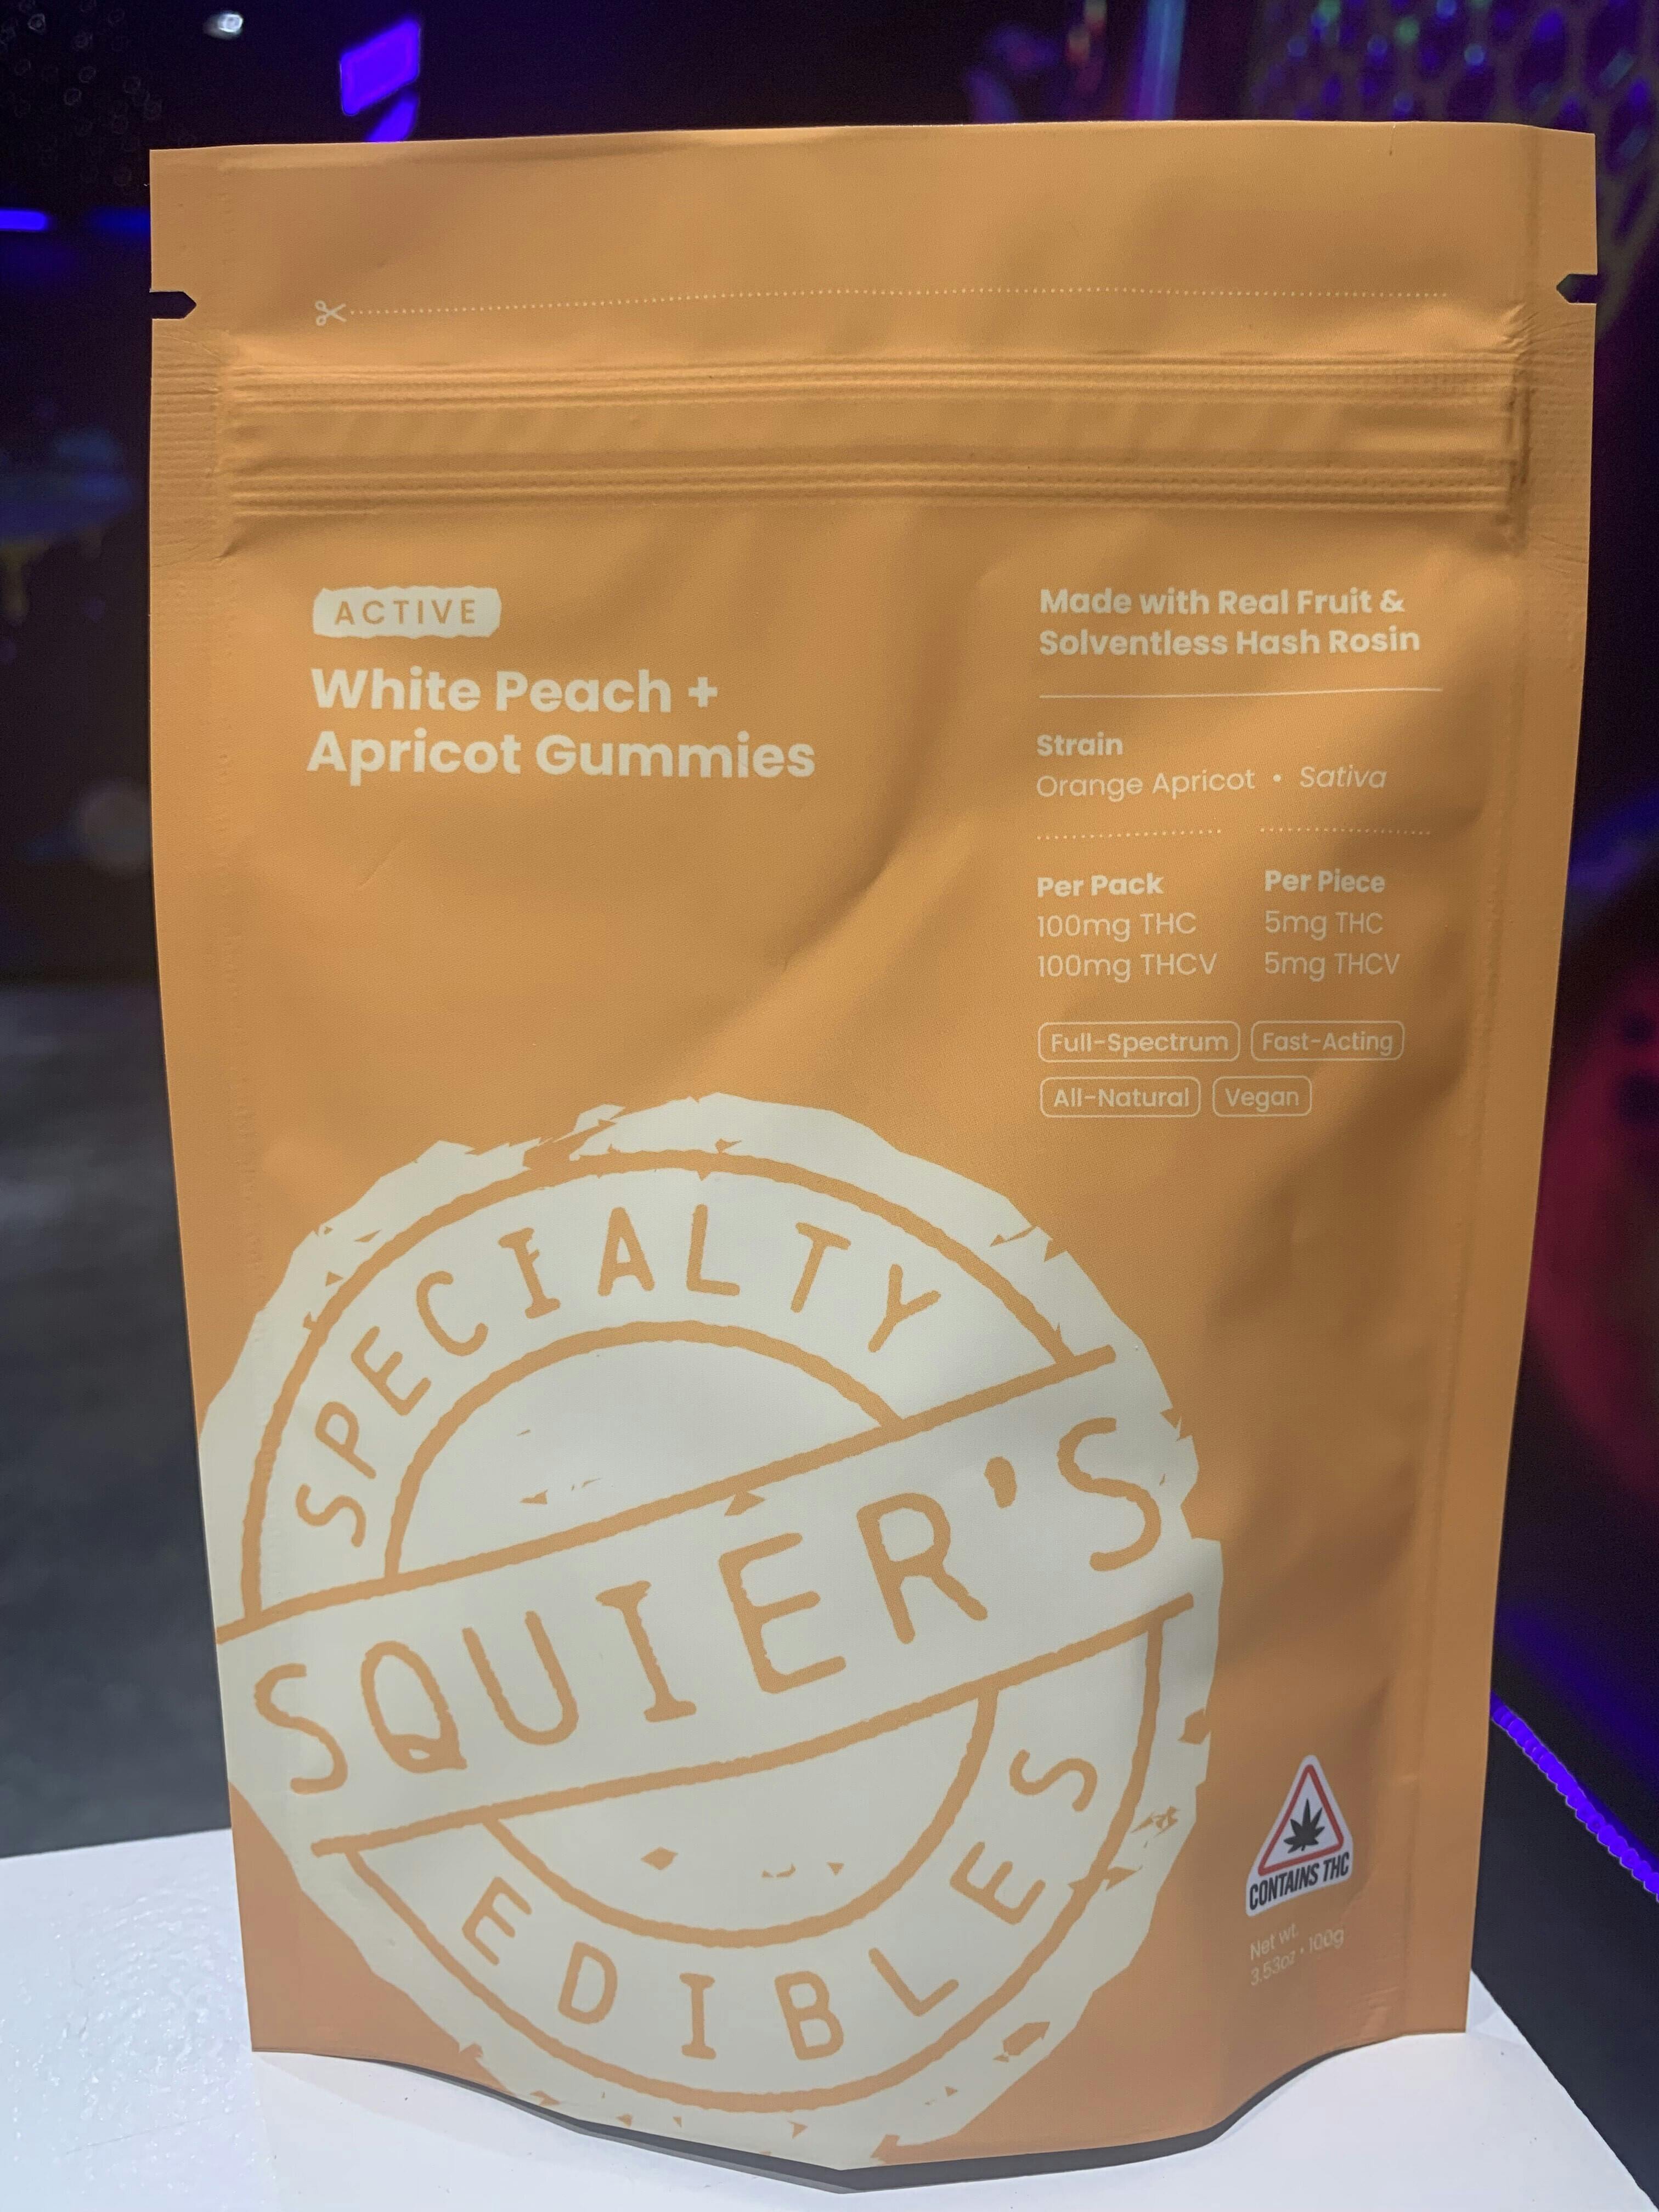 ACTIVE
White Peach +
Apricot Gummies
Made with Real Fruit &
Solventless Hash Rosin
Strain
Orange Apricot • Sativa
Per Pack
100mg THC
100mg THCV
Per Piece
5mg THC
5mg THCV
Full-Spectrum
Fast-Acting
All-Natural
Vegan
SPECIALTY
SQUIER'S
EDIBLES
CONTAINS THC
Net wt.
3.53oz • 100g